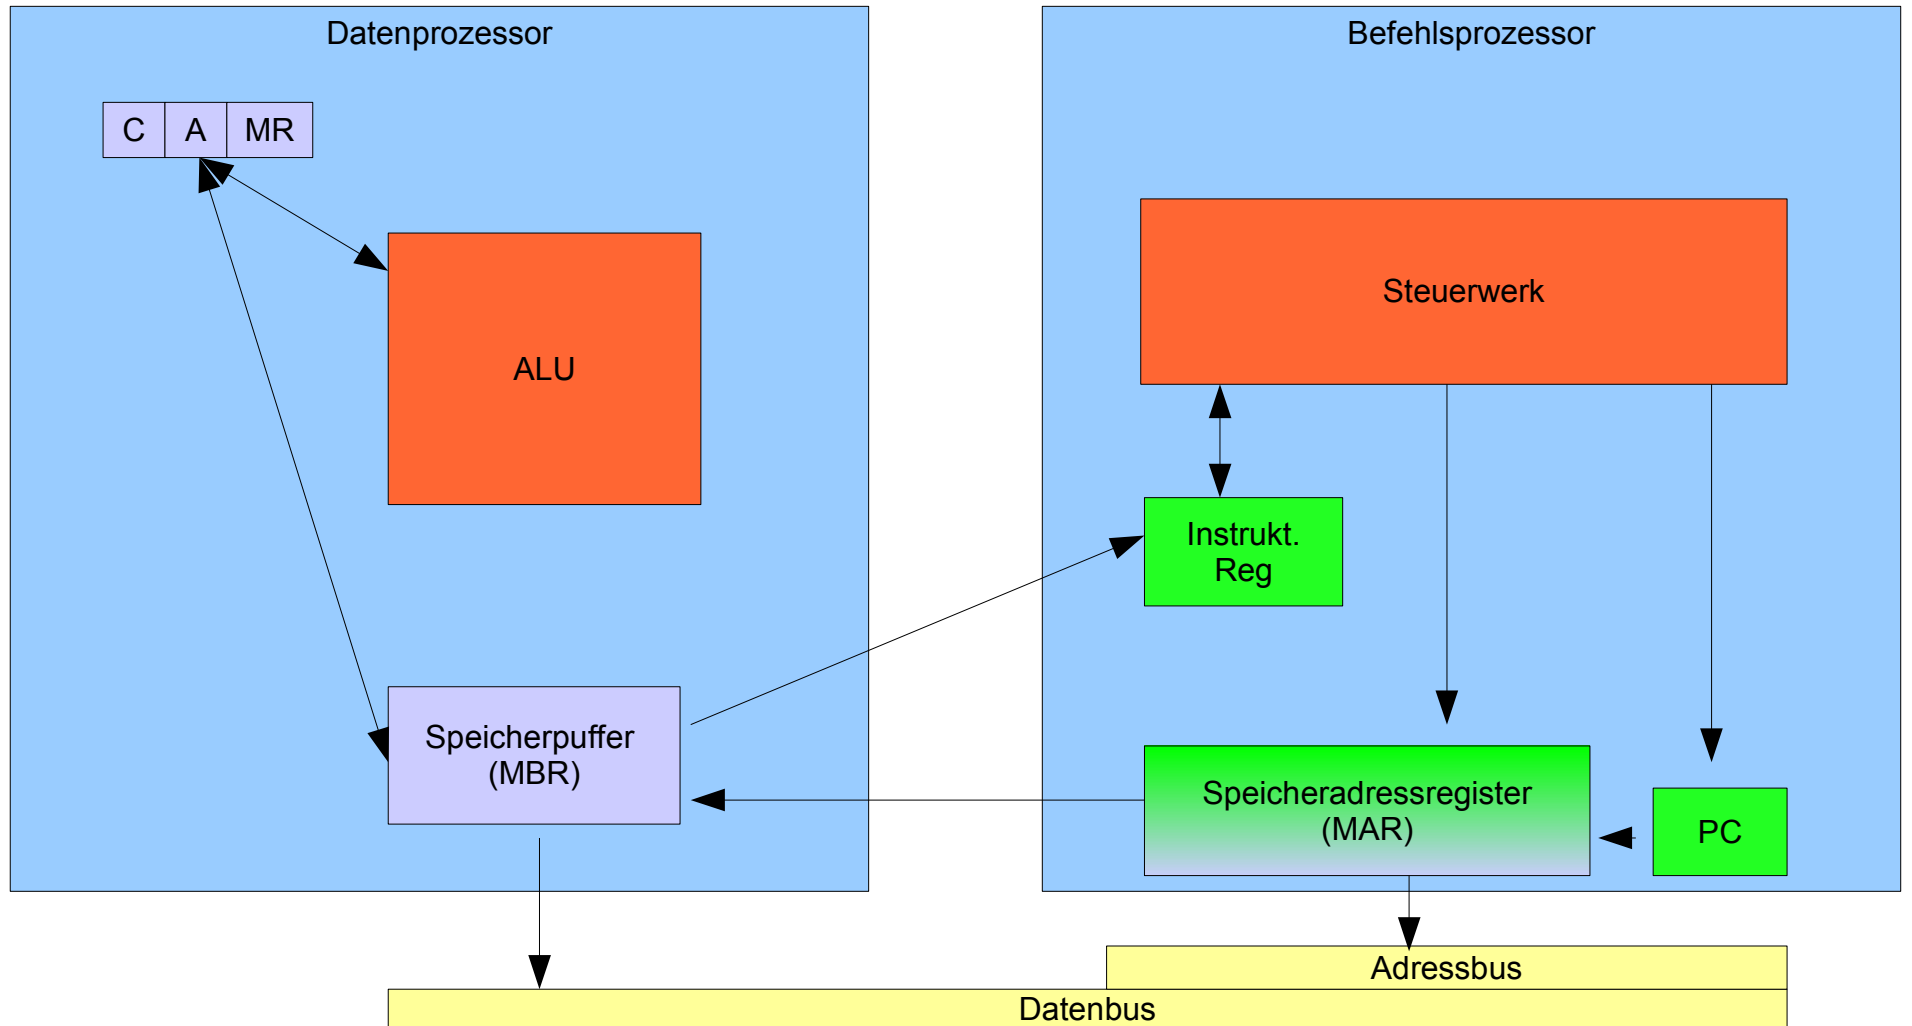 Datenprozessor
Befehlsprozessor
C A MR
Steuerwerk
ALU
Instrukt.
Reg
Speicherpuffer
(MBR)
Speicheradressregister
(MAR)
PC
Adressbus
Datenbus